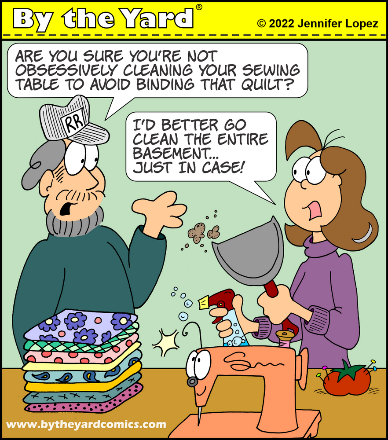 By the Yard®
© 2022 Jennifer Lopez
ARE YOU SURE YOU'RE NOT
OBSESSIVELY CLEANING YOUR SEWING
TABLE TO AVOID BINDING THAT QUILT?
I'D BETTER GO
CLEAN THE ENTIRE
BASEMENT...
JUST IN CASE!
RR
www.bytheyardcomics.com